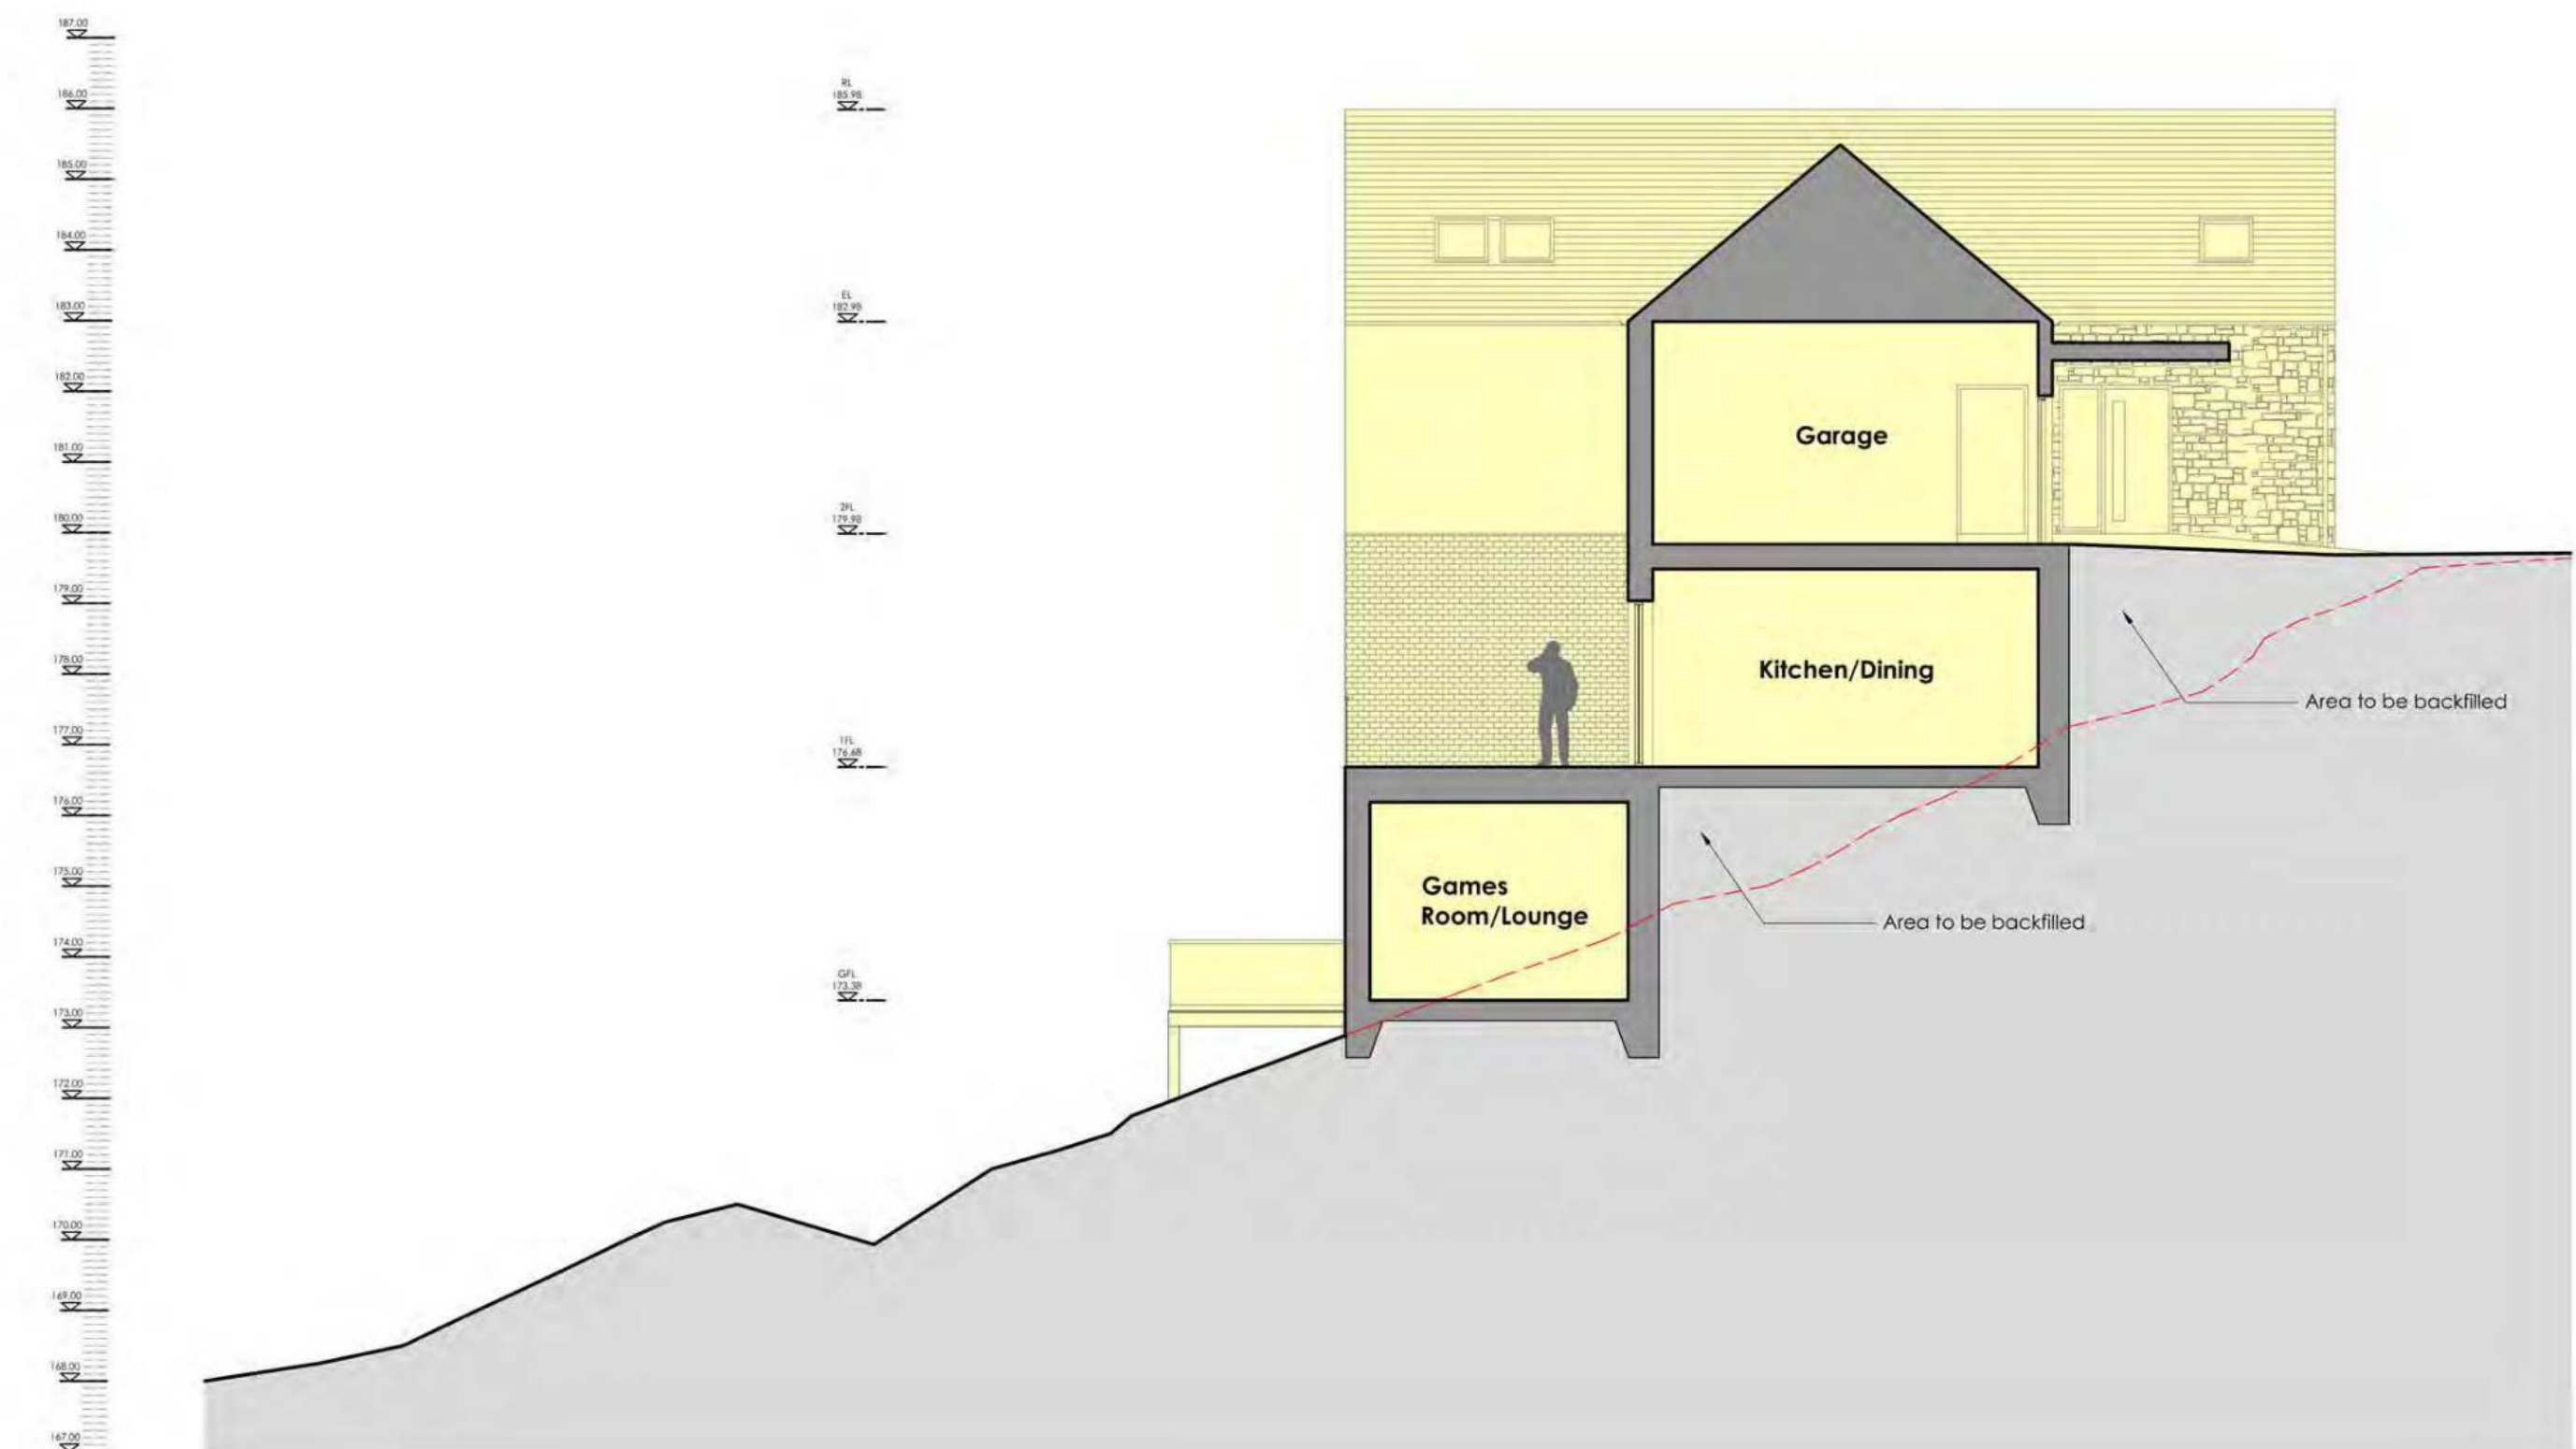 187.00
186.00
185.00
184.00
183.00
182.00
181.00
180.00
179.00
178.00
177.00
176.00
175.00
174.00
173.00
172.00
171.00
170.00
169.00
168.00
167.00
RL
185.98
EL
182.98
2FL
179.98
1FL
176.68
GFL
173.38
Garage
Kitchen/Dining
Area to be backfilled
Games
Room/Lounge
Area to be backfilled